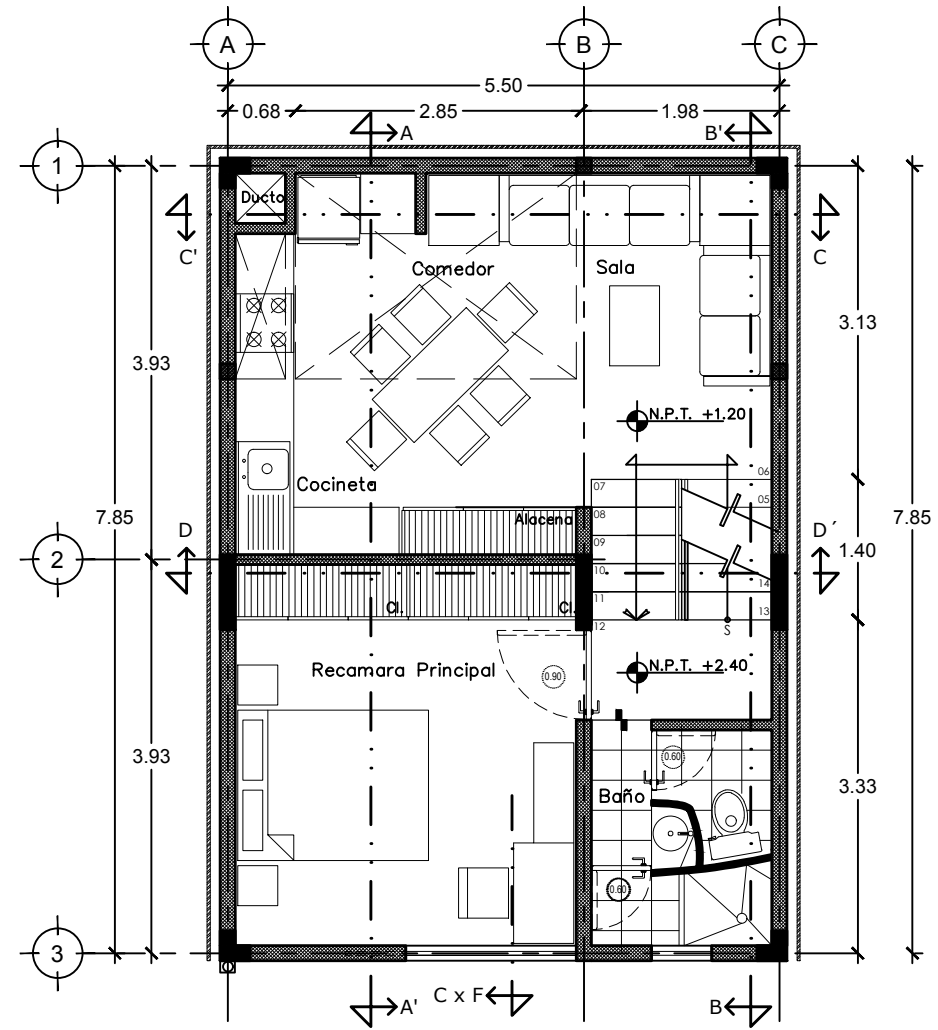 A B C
5.50
0.68 2.85 1.98
A B'
1
Ducto
C' C
Comedor Sala
3.13
3.93
N.P.T. +1.20
06
07
Cocineta
05
08
Alacena
7.85 7.85
D D´
09
1.40
2
10
14
11
Cl. Cl.
13
12 S
Recamara Principal
N.P.T. +2.40
0.90
3.93
0.60
3.33
Baño
0.60
3
C x F
A' B